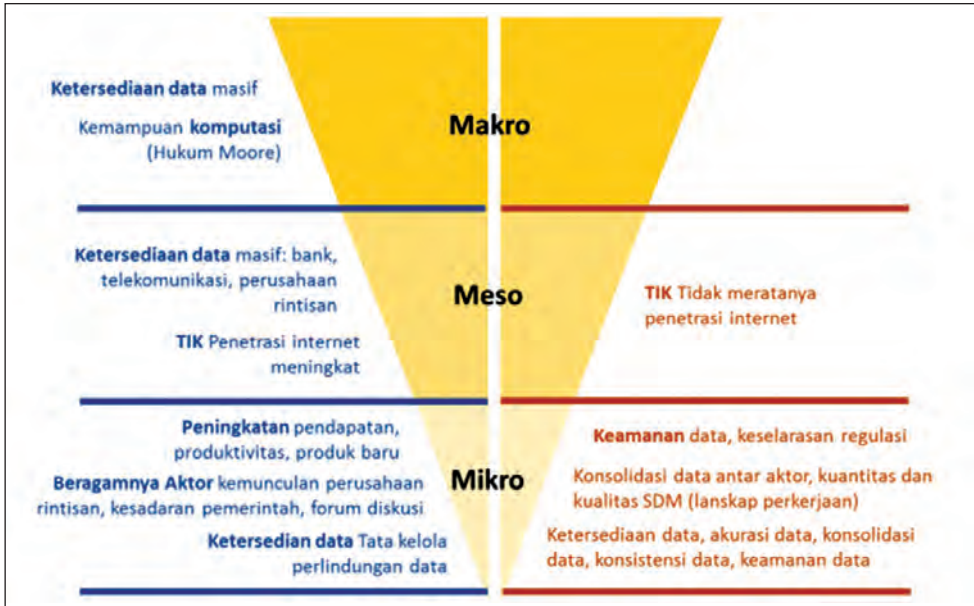 Ketersediaan data masif
Kemampuan komputasi
(Hukum Moore)
Makro
Ketersediaan data masif: bank,
telekomunikasi, perusahaan
rintisan
TIK Penetrasi internet
meningkat
Meso
TIK Tidak meratanya
penetrasi internet
Peningkatan pendapatan,
produktivitas, produk baru
Beragamnya Aktor kemunculan perusahaan
rintisan, kesadaran pemerintah, forum diskusi
Ketersedian data Tata kelola
perlindungan data
Mikro
Keamanan data, keselarasan regulasi
Konsolidasi data antar aktor, kuantitas dan
kualitas SDM (lanskap perkerjaan)
Ketersediaan data, akurasi data, konsolidasi
data, konsistensi data, keamanan data